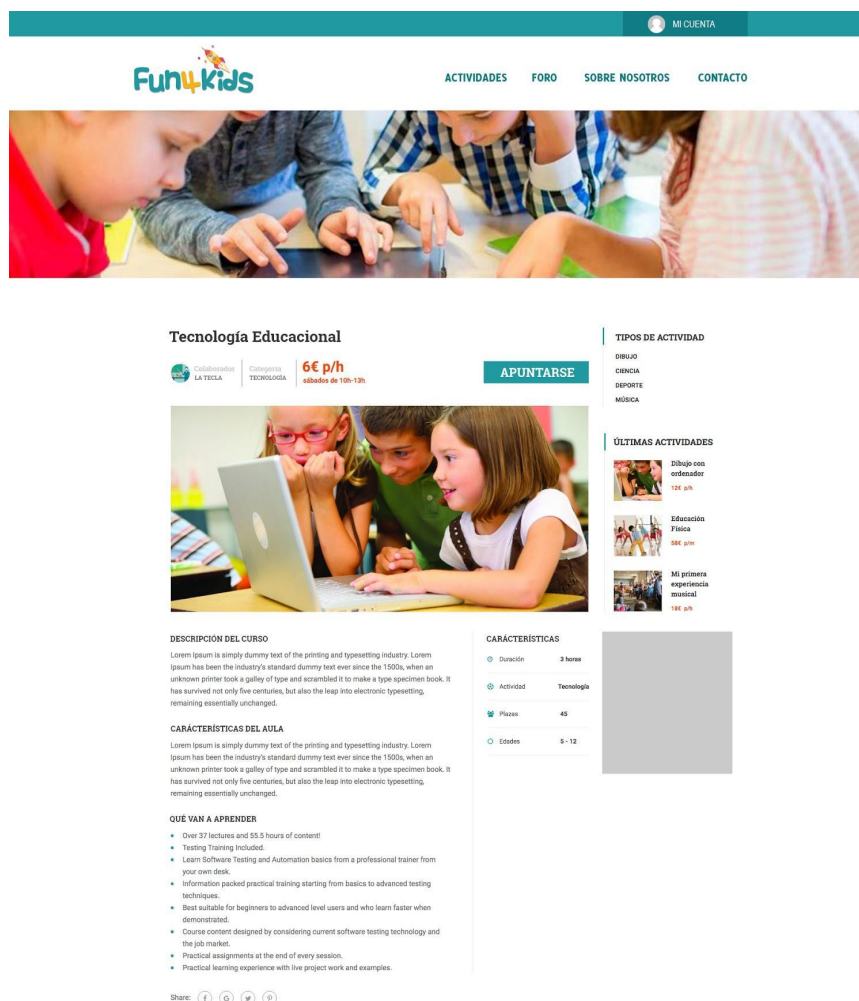 MI CUENTA
Fun4Kids
ACTIVIDADES FORO SOBRE NOSOTROS CONTACTO
Tecnología Educacional
Colaborador
LA TECLA
Categoria
TECNOLOGÍA
6€ p/h
sábados de 10h-13h
APUNTARSE
DESCRIPCIÓN DEL CURSO
Lorem Ipsum is simply dummy text of the printing and typesetting industry. Lorem
Ipsum has been the industry's standard dummy text ever since the 1500s, when an
unknown printer took a galley of type and scrambled it to make a type specimen book. It
has survived not only five centuries, but also the leap into electronic typesetting,
remaining essentially unchanged.
CARÁCTERÍSTICAS DEL AULA
Lorem Ipsum is simply dummy text of the printing and typesetting industry. Lorem
Ipsum has been the industry's standard dummy text ever since the 1500s, when an
unknown printer took a galley of type and scrambled it to make a type specimen book. It
has survived not only five centuries, but also the leap into electronic typesetting,
remaining essentially unchanged.
QUÉ VAN A APRENDER
Over 37 lectures and 55.5 hours of content!
Testing Training Included.
Learn Software Testing and Automation basics from a professional trainer from
your own desk.
Information packed practical training starting from basics to advanced testing
techniques.
Best suitable for beginners to advanced level users and who learn faster when
demonstrated.
Course content designed by considering current software testing technology and
the job market.
Practical assignments at the end of every session.
Practical learning experience with live project work and examples.
Share:
CARÁCTERÍSTICAS
Duración 3 horas
Actividad Tecnología
Plazas 45
Edades 5 - 12
TIPOS DE ACTIVIDAD
DIBUJO
CIENCIA
DEPORTE
MÚSICA
ÚLTIMAS ACTIVIDADES
Dibujo con
ordenador
12€ p/h
Educación
Física
58€ p/m
Mi primera
experiencia
musical
18€ p/h